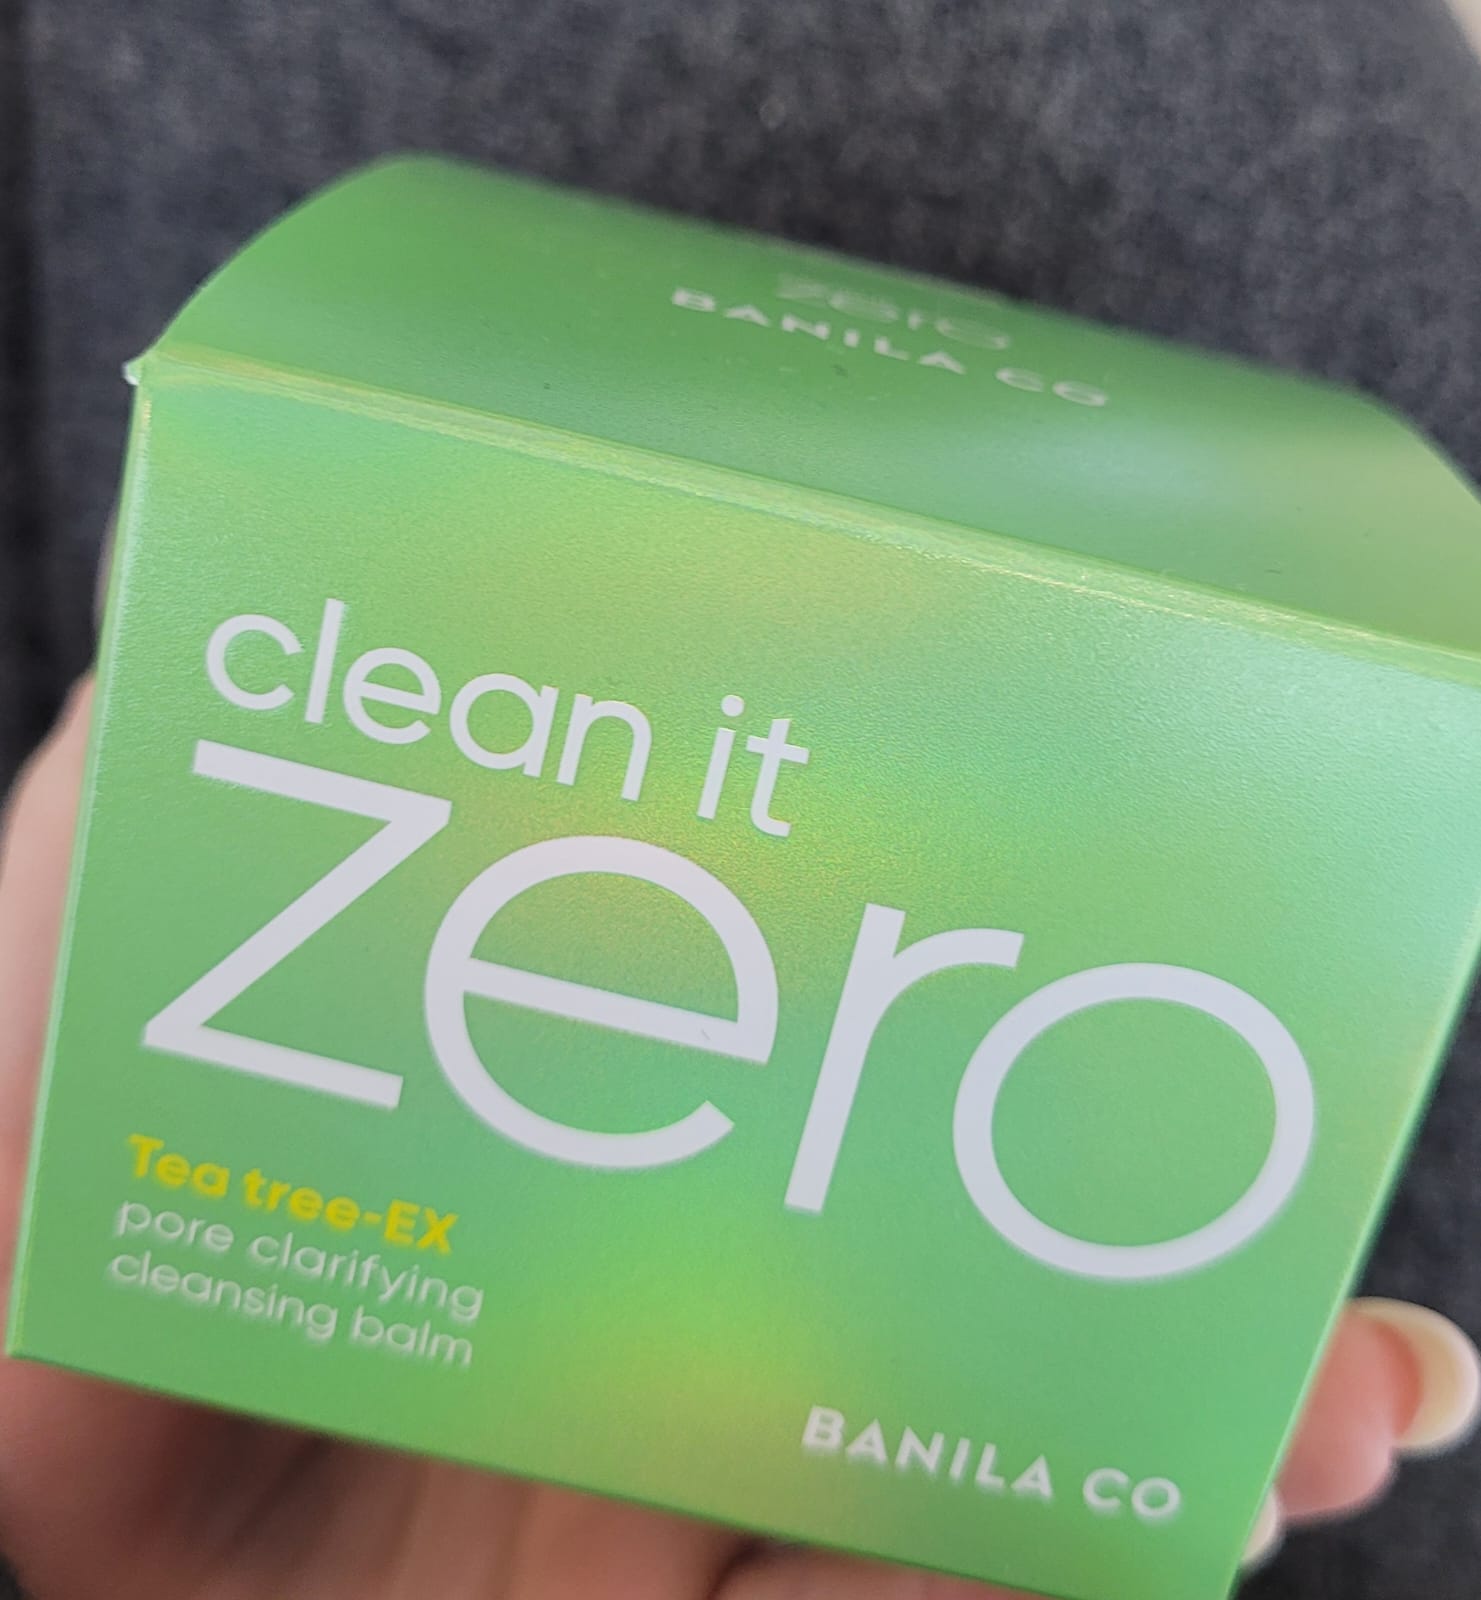 zero
BANILA CO
clean it
zero
Tea tree-EX
pore clarifying
cleansing balm
BANILA CO